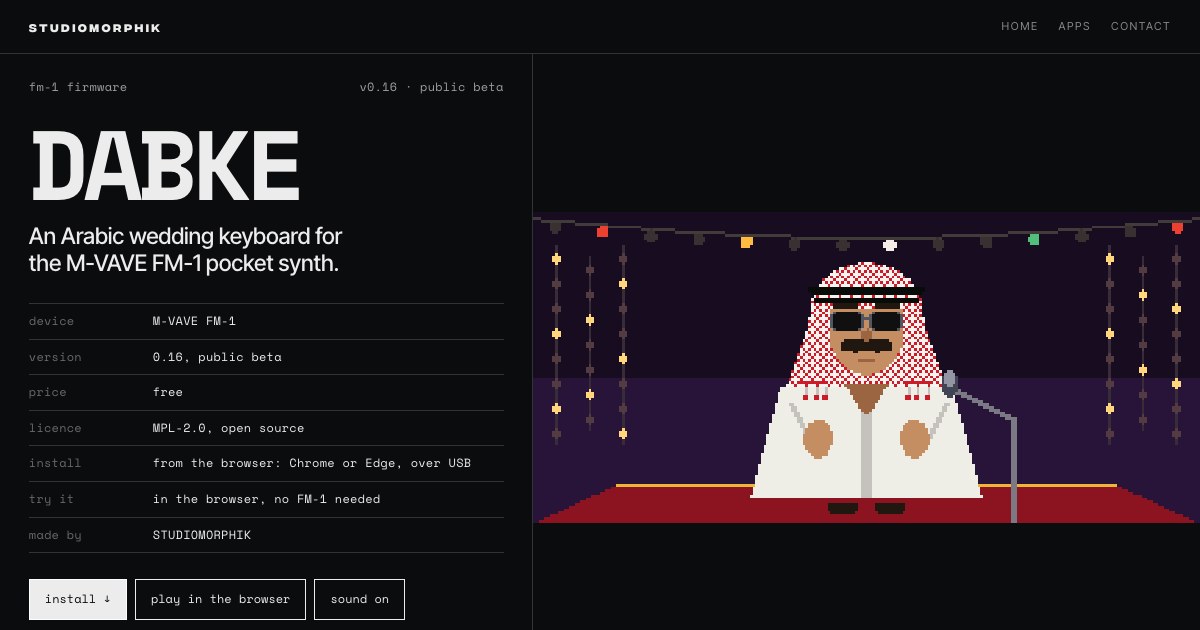 STUDIOMORPHIK
HOME APPS CONTACT
fm-1 firmware
v0.16 · public beta
DABKE
An Arabic wedding keyboard for
the M-VAVE FM-1 pocket synth.
device M-VAVE FM-1
version 0.16, public beta
price free
licence MPL-2.0, open source
install from the browser: Chrome or Edge, over USB
try it in the browser, no FM-1 needed
made by STUDIOMORPHIK
install ↓
play in the browser
sound on